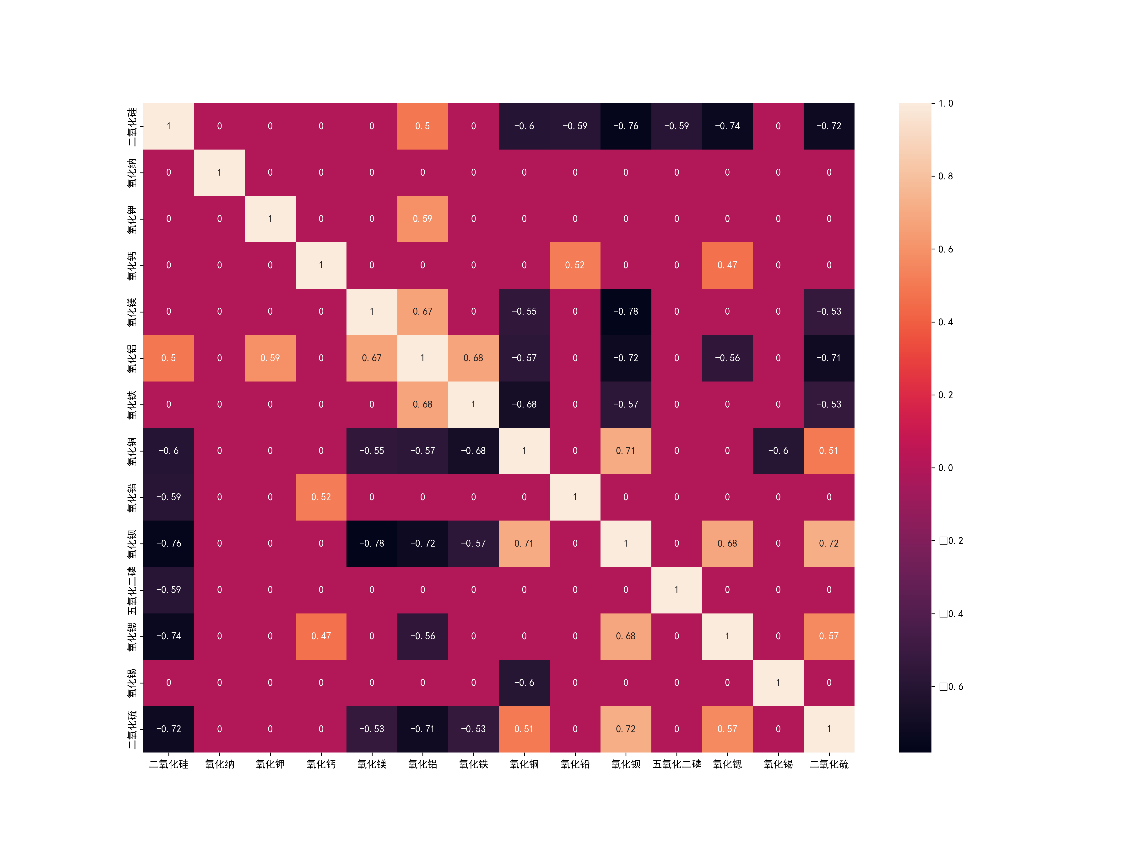 二氧化硅 1 0 0 0 0 0.5 0 -0.6 -0.59 -0.76 -0.59 -0.74 0 -0.72
氧化纳 0 1 0 0 0 0 0 0 0 0 0 0 0 0
氧化钾 0 0 1 0 0 0.59 0 0 0 0 0 0 0 0
氧化钙 0 0 0 1 0 0 0 0 0.52 0 0 0.47 0 0
氧化镁 0 0 0 0 1 0.67 0 -0.55 0 -0.78 0 0 0 -0.53
氧化铝 0.5 0 0.59 0 0.67 1 0.68 -0.57 0 -0.72 0 -0.56 0 -0.71
氧化铁 0 0 0 0 0 0.68 1 -0.68 0 -0.57 0 0 0 -0.53
氧化铜 -0.6 0 0 0 -0.55 -0.57 -0.68 1 0 0.71 0 0 -0.6 0.51
氧化铅 -0.59 0 0 0.52 0 0 0 0 1 0 0 0 0 0
氧化钡 -0.76 0 0 0 -0.78 -0.72 -0.57 0.71 0 1 0 0.68 0 0.72
五氧化二磷 -0.59 0 0 0 0 0 0 0 0 0 1 0 0 0
氧化锶 -0.74 0 0 0.47 0 -0.56 0 0 0 0.68 0 1 0 0.57
氧化锡 0 0 0 0 0 0 0 -0.6 0 0 0 0 1 0
二氧化硫 -0.72 0 0 0 -0.53 -0.71 -0.53 0.51 0 0.72 0 0.57 0 1
二氧化硅 氧化纳 氧化钾 氧化钙 氧化镁 氧化铝 氧化铁 氧化铜 氧化铅 氧化钡 五氧化二磷 氧化锶 氧化锡 二氧化硫
1.0
0.8
0.6
0.4
0.2
0.0
□0.2
□0.4
□0.6